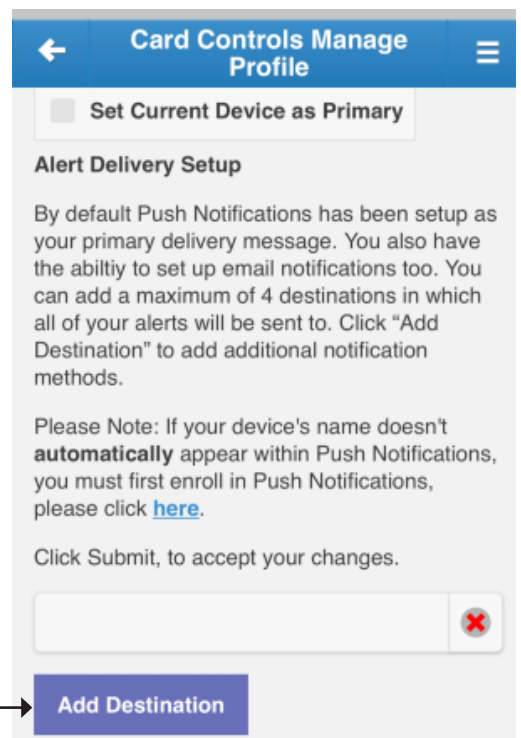 Card Controls Manage
Profile
Set Current Device as Primary
Alert Delivery Setup
By default Push Notifications has been setup as
your primary delivery message. You also have
the abiltiy to set up email notifications too. You
can add a maximum of 4 destinations in which
all of your alerts will be sent to. Click “Add
Destination” to add additional notification
methods.
Please Note: If your device's name doesn't
automatically appear within Push Notifications,
you must first enroll in Push Notifications,
please click here.
Click Submit, to accept your changes.
Add Destination